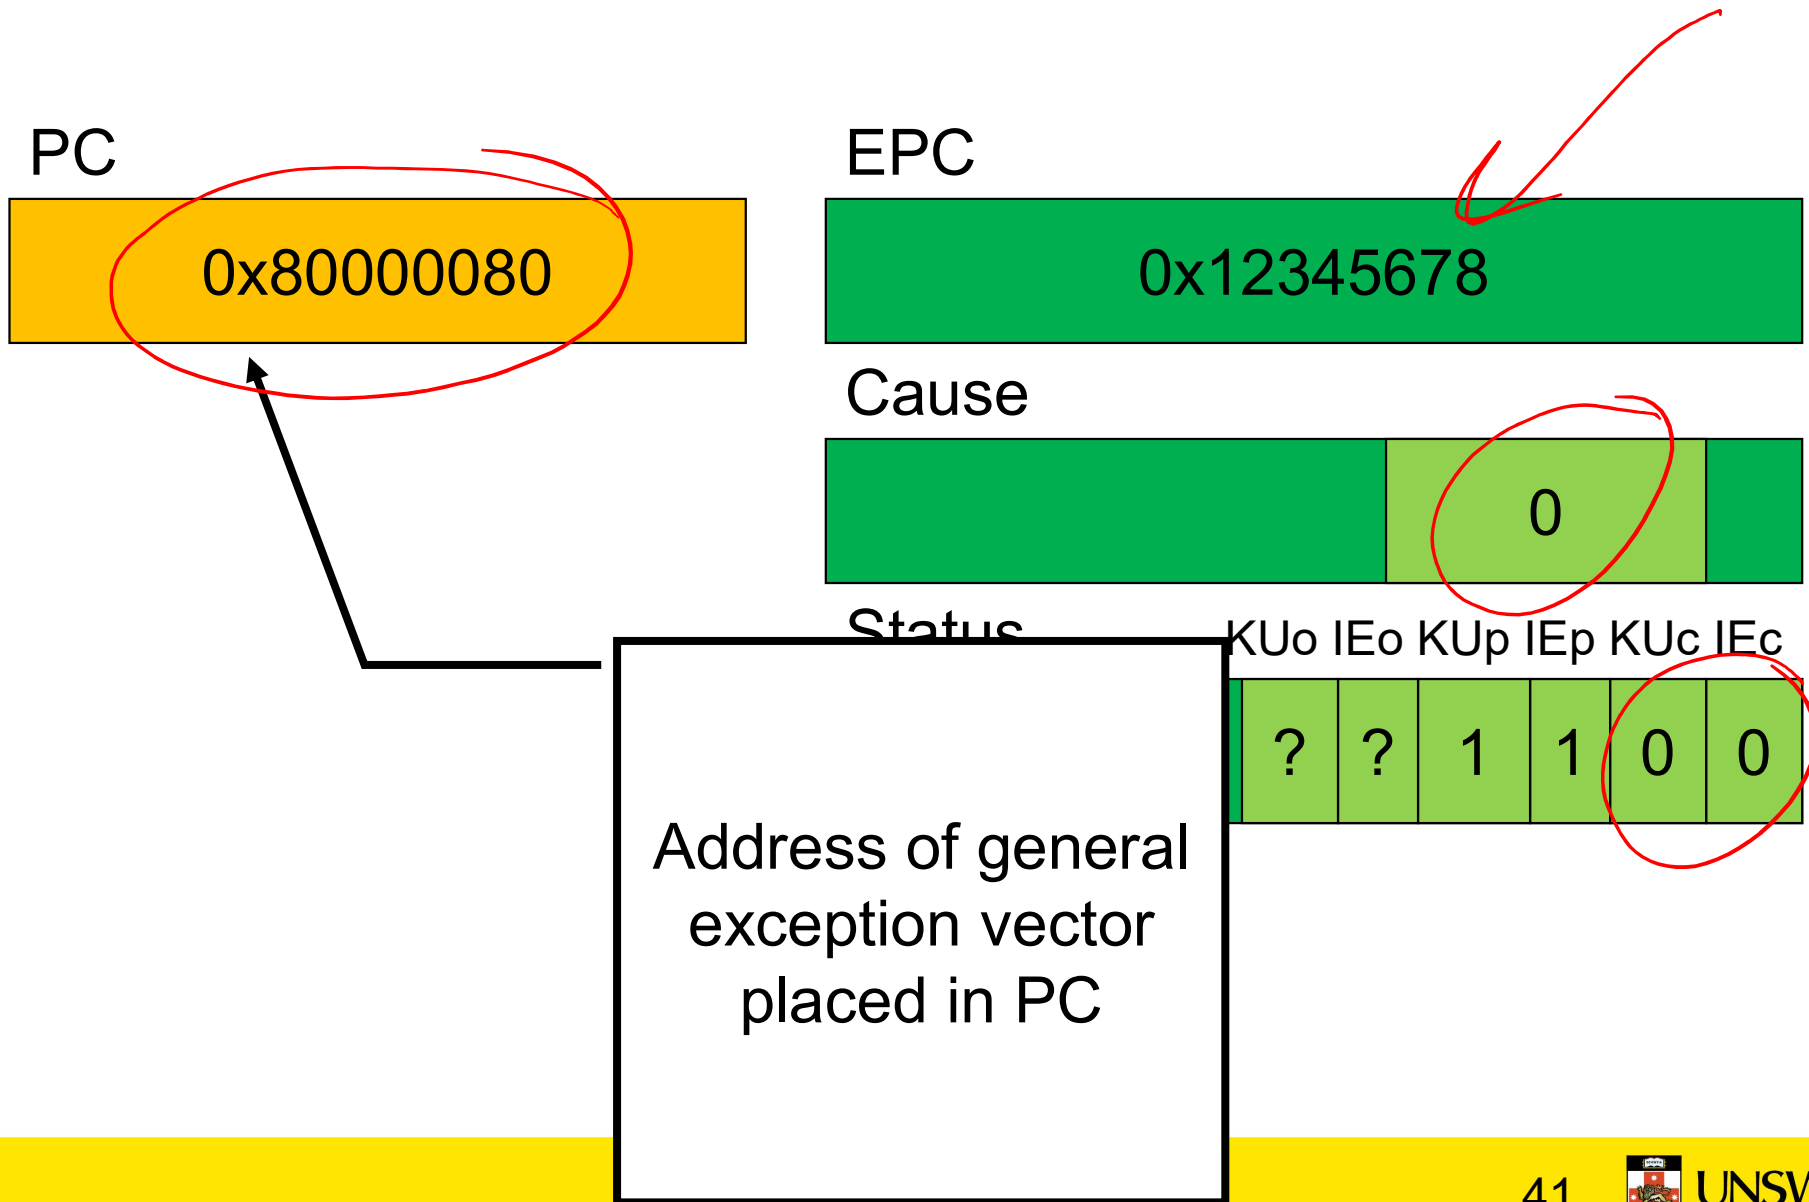 PC
EPC
0x80000080
0x12345678
Cause
0
Status
KUo IEo KUp IEp KUc IEc
? ? 1 1 0 0
Address of general
exception vector
placed in PC
41
UNSW